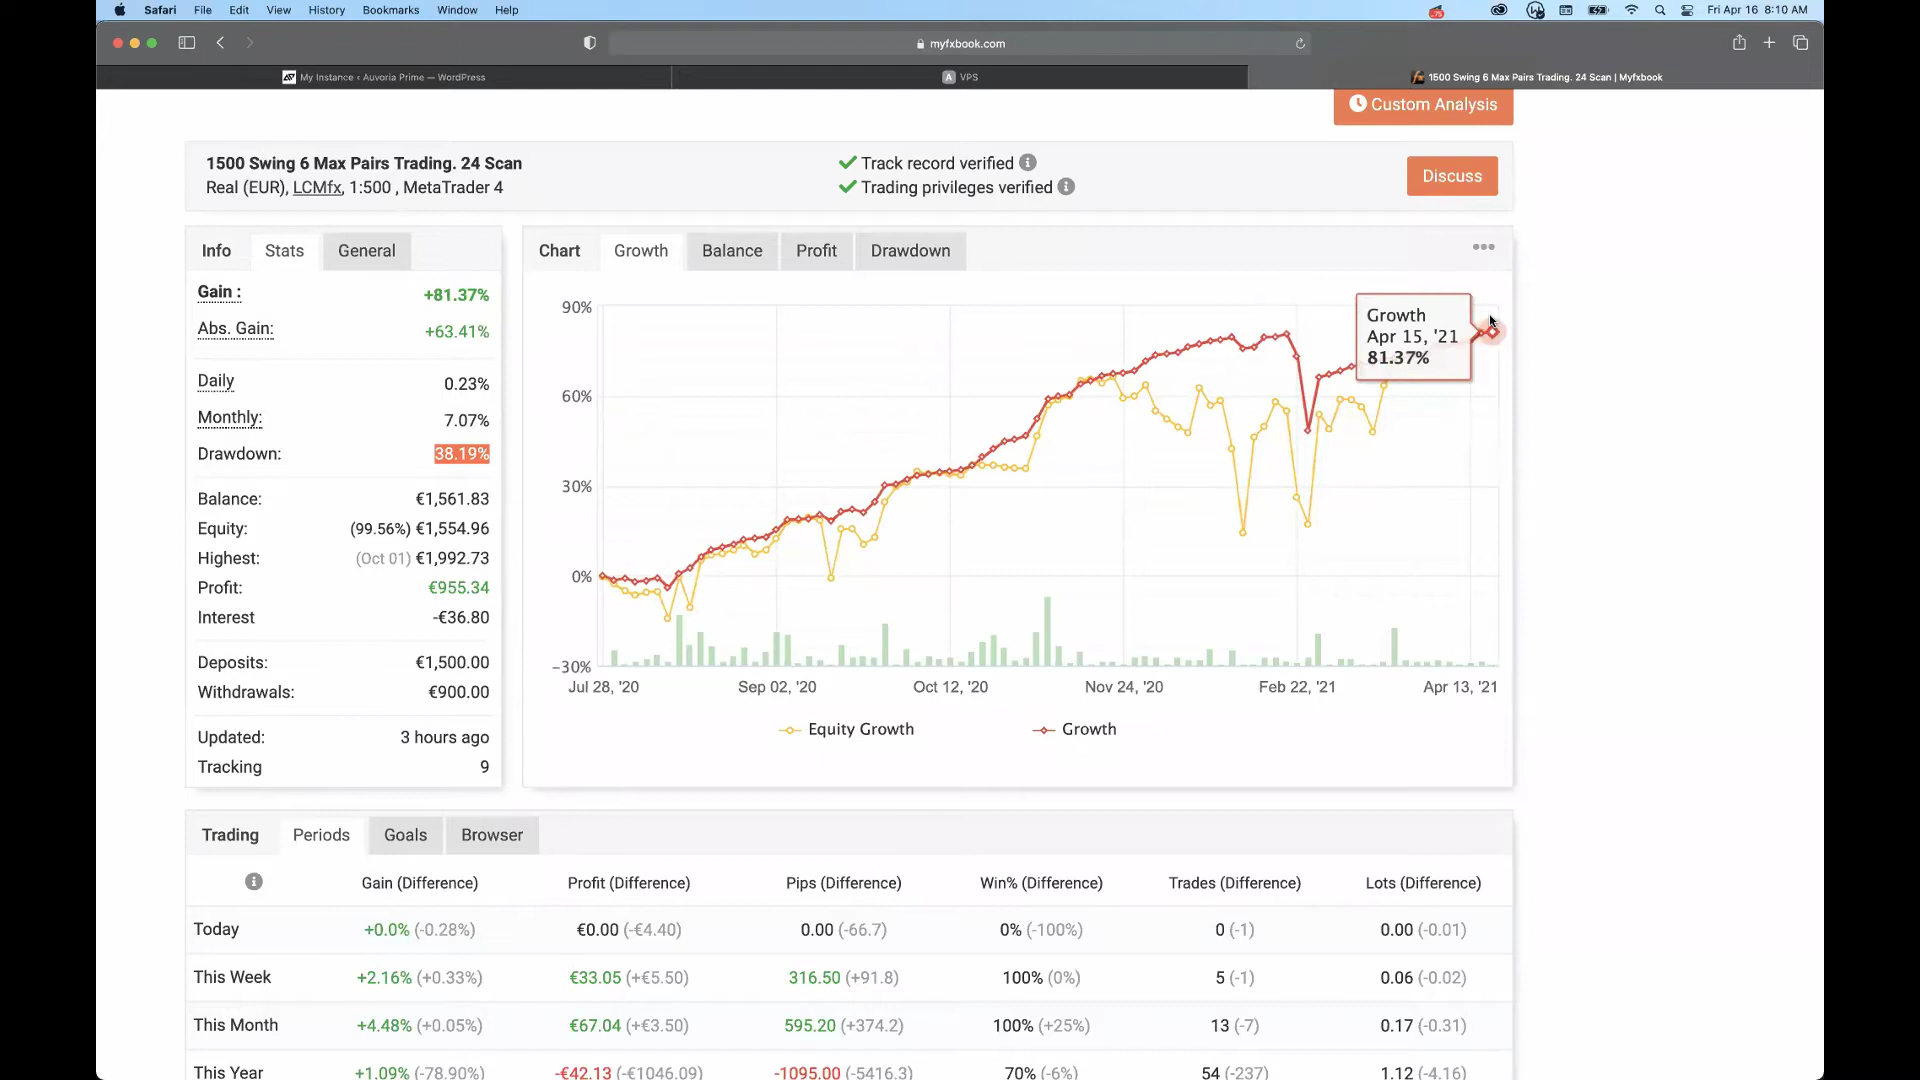 Safari File Edit View History Bookmarks Window Help Fri Apr 16 8:10 AM
myfxbook.com
My Instance ‹ Auvoria Prime — WordPress
A VPS
1500 Swing 6 Max Pairs Trading. 24 Scan | Myfxbook
Custom Analysis
1500 Swing 6 Max Pairs Trading. 24 Scan
Real (EUR), LCMfx, 1:500 , MetaTrader 4
Track record verified
Trading privileges verified
Discuss
Info Stats General
Gain : +81.37%
Abs. Gain: +63.41%
Daily 0.23%
Monthly: 7.07%
Drawdown: 38.19%
Balance: €1,561.83
Equity: (99.56%) €1,554.96
Highest: (Oct 01) €1,992.73
Profit: €955.34
Interest -€36.80
Deposits: €1,500.00
Withdrawals: €900.00
Updated: 3 hours ago
Tracking 9
Chart Growth Balance Profit Drawdown
90%
60%
30%
0%
−30%
Growth
Apr 15, '21
81.37%
Jul 28, '20 Sep 02, '20 Oct 12, '20 Nov 24, '20 Feb 22, '21 Apr 13, '21
Equity Growth Growth
Trading Periods Goals Browser
Gain (Difference) Profit (Difference) Pips (Difference) Win% (Difference) Trades (Difference) Lots (Difference)
Today +0.0% (-0.28%) €0.00 (-€4.40) 0.00 (-66.7) 0% (-100%) 0 (-1) 0.00 (-0.01)
This Week +2.16% (+0.33%) €33.05 (+€5.50) 316.50 (+91.8) 100% (0%) 5 (-1) 0.06 (-0.02)
This Month +4.48% (+0.05%) €67.04 (+€3.50) 595.20 (+374.2) 100% (+25%) 13 (-7) 0.17 (-0.31)
This Year +1.09% (-78.90%) -€42.13 (-€1046.09) -1095.00 (-5416.3) 70% (-6%) 54 (-237) 1.12 (-4.16)